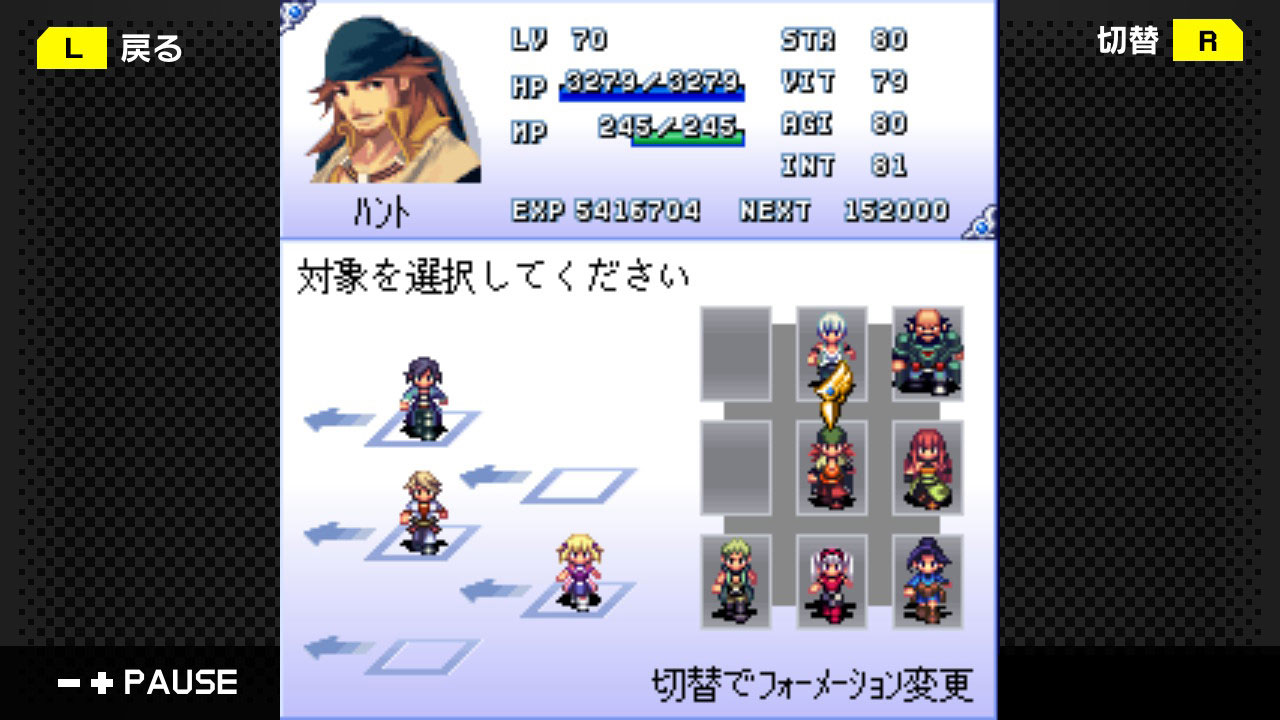 L 戻る
切替 R
LV 70
STR 80
HP 3279/3279
VIT 79
MP 245/245
AGI 80
INT 81
ハント
EXP 5416704 NEXT 152000
対象を選択してください
切替でフォーメーション変更
-+PAUSE